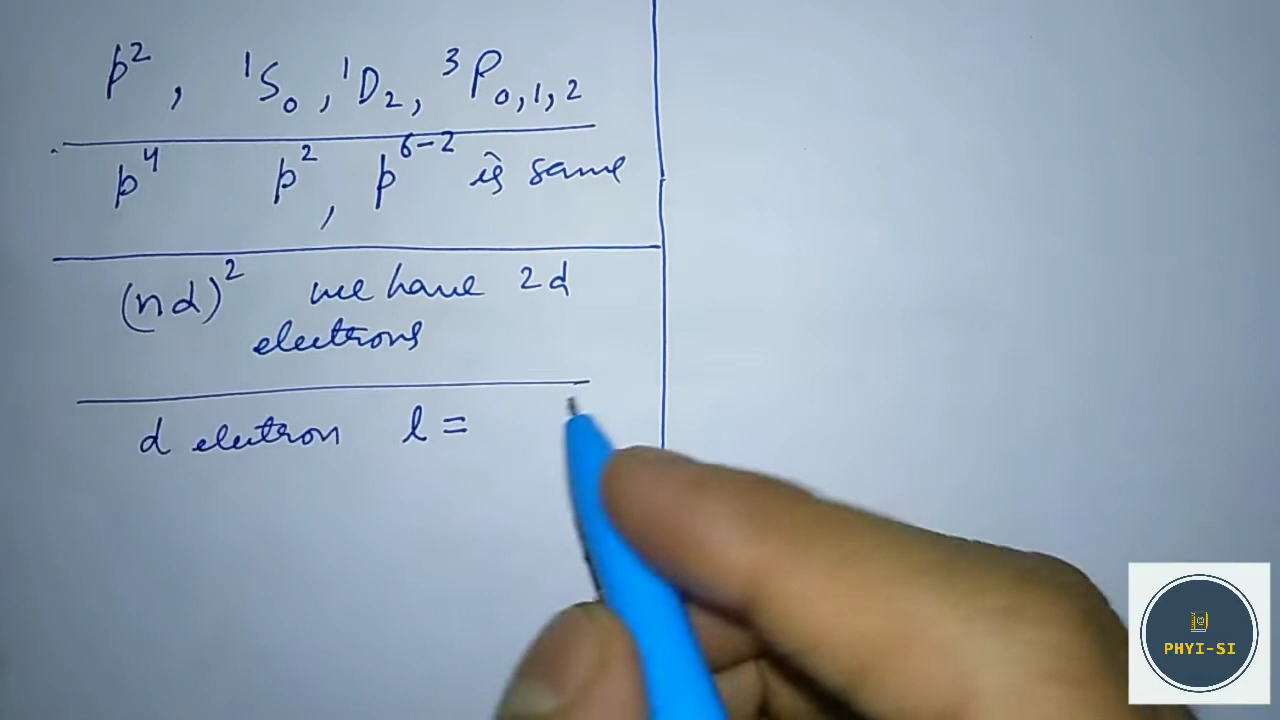 p², ¹S₀, ¹D₂, ³P₀,₁,₂
p⁴ p², p⁶⁻² is same
(nd)² we have 2d
electrons
d electron l =
PHYI-SI